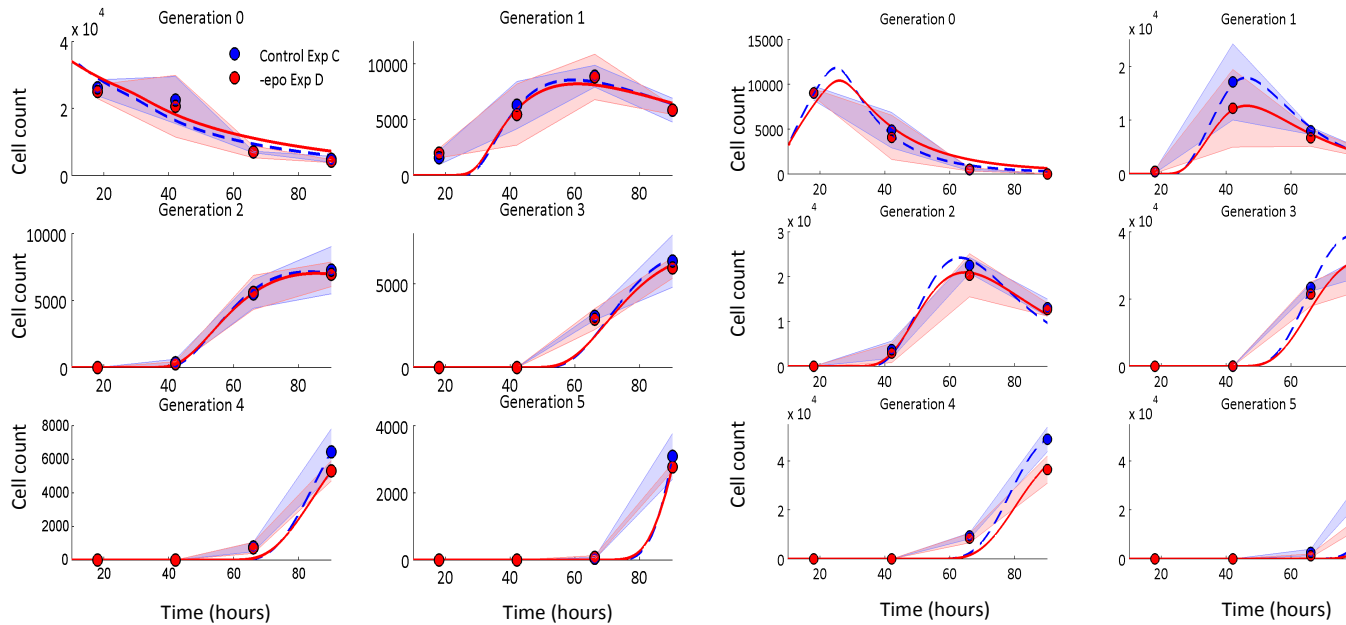 Generation 0
x 10^4
Cell count
4
2
0
20 40 60 80
Control Exp C
-epo Exp D
Generation 1
10000
5000
0
20 40 60 80
Generation 2
Cell count
10000
5000
0
20 40 60 80
Generation 3
5000
0
20 40 60 80
Generation 4
Cell count
8000
6000
4000
2000
0
20 40 60 80
Time (hours)
Generation 5
4000
2000
0
20 40 60 80
Time (hours)
Generation 0
Cell count
15000
10000
5000
0
20 40 60 80
Generation 1
x 10^4
2
1
0
20 40 60
Generation 2
x 10^4
Cell count
3
2
1
0
20 40 60 80
Generation 3
x 10^4
4
2
0
20 40 60
Generation 4
x 10^4
Cell count
4
2
0
20 40 60 80
Time (hours)
Generation 5
x 10^4
4
2
0
20 40 60
Time (hours)